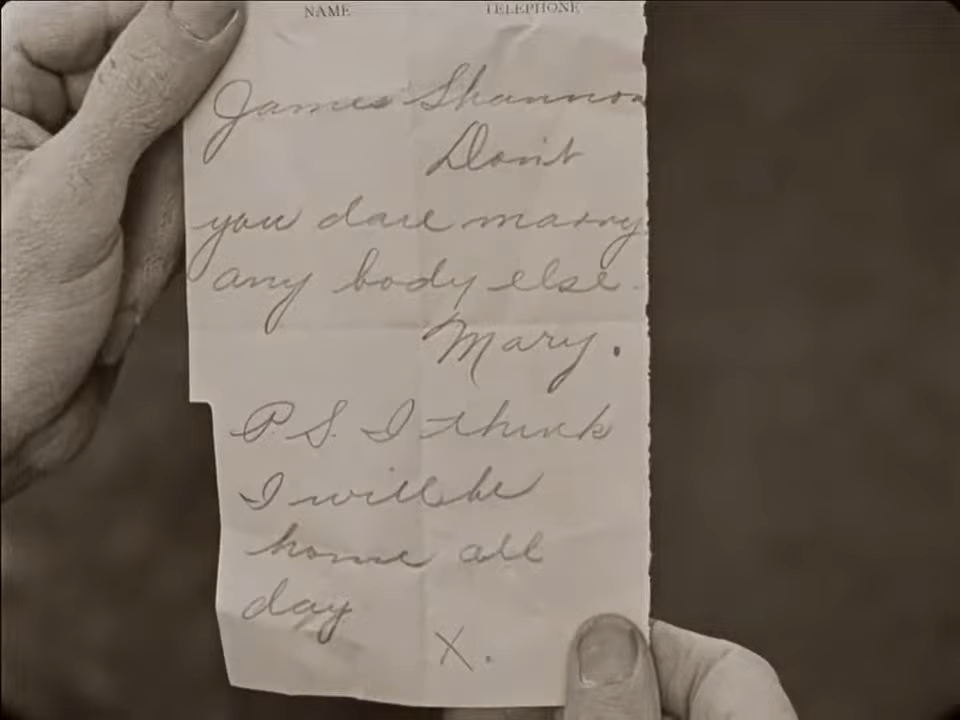 NAME TELEPHONE
James Shannon
Don't
you dare marry
any body else.
Mary.
P.S. I think
I will be
home all
day
X.